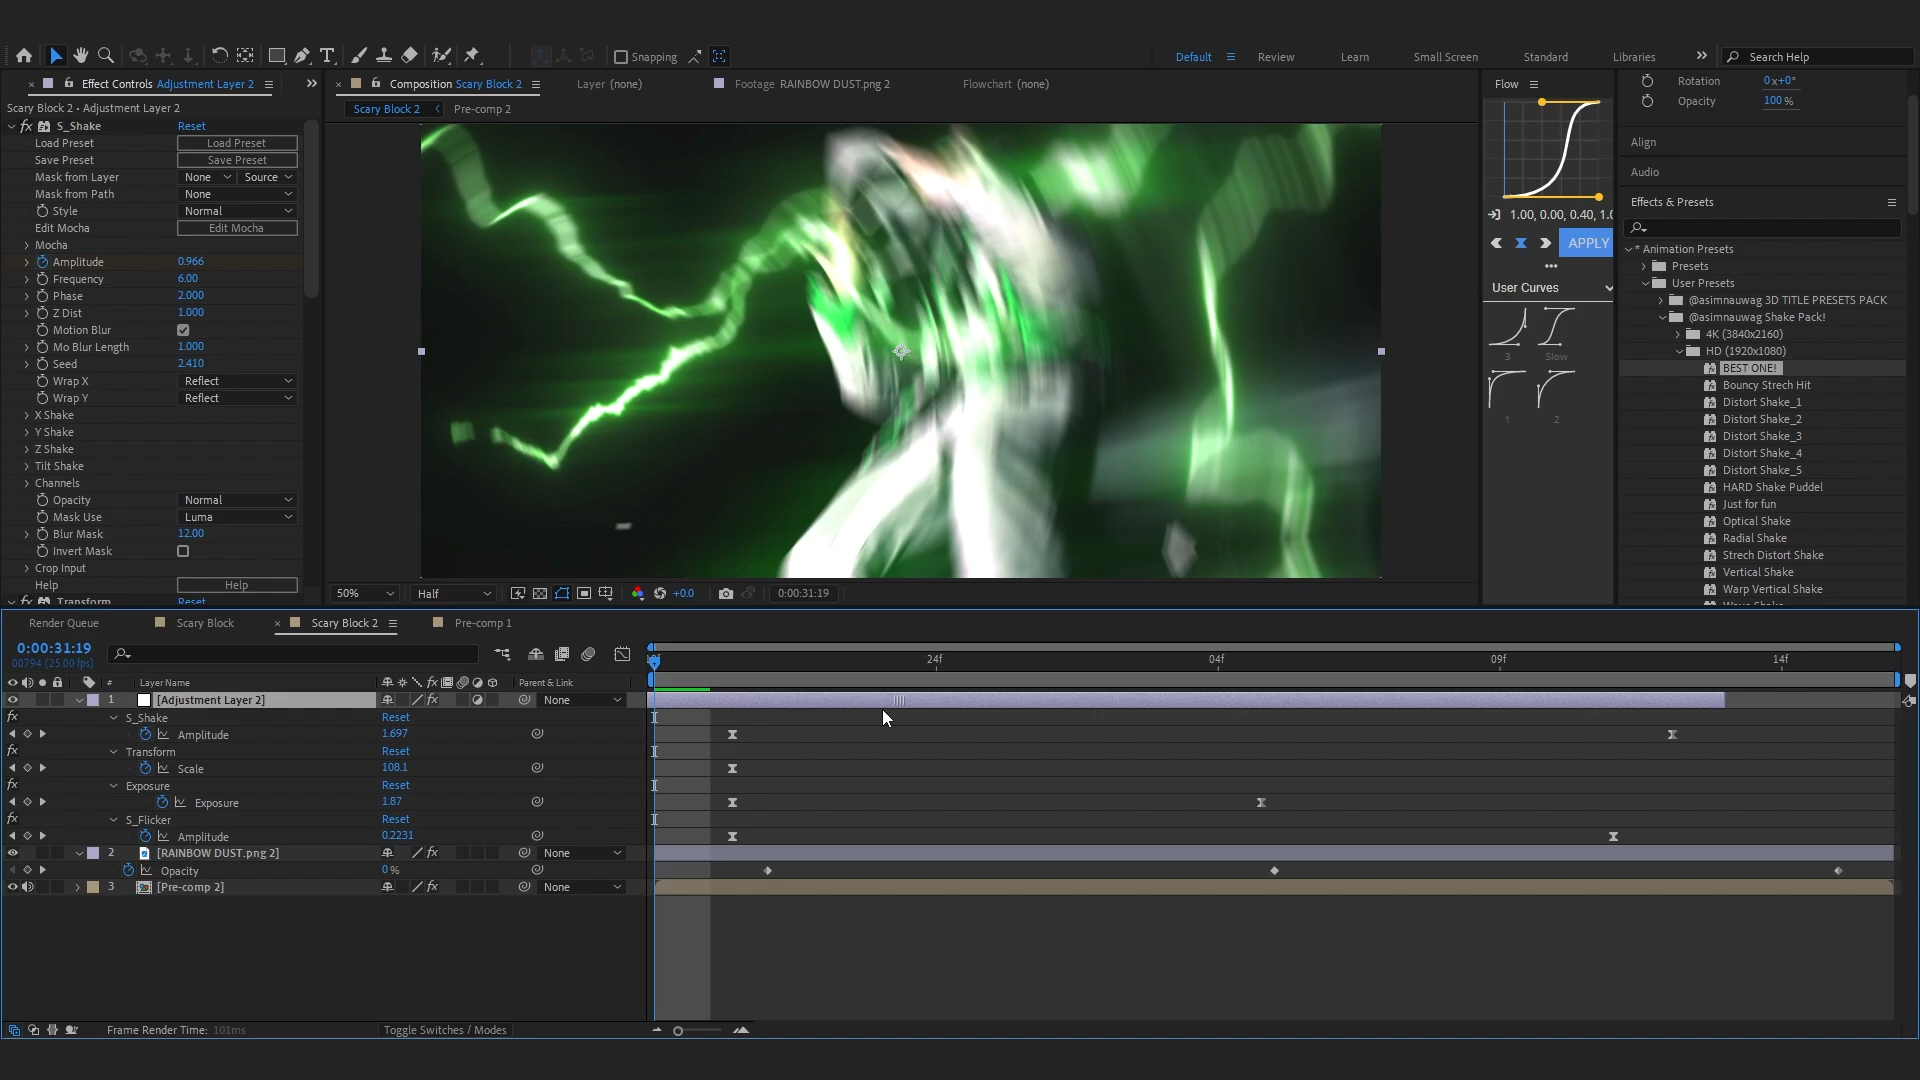 Snapping
Default
Review
Learn
Small Screen
Standard
Libraries
Search Help
Effect Controls Adjustment Layer 2
Composition Scary Block 2
Layer (none)
Footage RAINBOW DUST.png 2
Flowchart (none)
Flow
Rotation 0x+0°
Opacity 100 %
Scary Block 2 • Adjustment Layer 2
Scary Block 2
Pre-comp 2
S_Shake Reset
Load Preset Load Preset
Save Preset Save Preset
Mask from Layer None Source
Mask from Path None
Style Normal
Edit Mocha Edit Mocha
Mocha
Amplitude 0.966
Frequency 6.00
Phase 2.000
Z Dist 1.000
Motion Blur
Mo Blur Length 1.000
Seed 2.410
Wrap X Reflect
Wrap Y Reflect
X Shake
Y Shake
Z Shake
Tilt Shake
Channels
Opacity Normal
Mask Use Luma
Blur Mask 12.00
Invert Mask
Crop Input
Help Help
Transform Reset
50%
Half
+0.0
0:00:31:19
1.00, 0.00, 0.40, 1.0
APPLY
User Curves
3
Slow
1
2
Align
Audio
Effects & Presets
* Animation Presets
Presets
User Presets
@asimnauwag 3D TITLE PRESETS PACK
@asimnauwag Shake Pack!
4K (3840x2160)
HD (1920x1080)
BEST ONE!
Bouncy Strech Hit
Distort Shake_1
Distort Shake_2
Distort Shake_3
Distort Shake_4
Distort Shake_5
HARD Shake Puddel
Just for fun
Optical Shake
Radial Shake
Strech Distort Shake
Vertical Shake
Warp Vertical Shake
Render Queue
Scary Block
Scary Block 2
Pre-comp 1
0:00:31:19
00794 (25.00 fps)
24f
04f
09f
14f
# Layer Name
Parent & Link
1 [Adjustment Layer 2] None
S_Shake Reset
Amplitude 1.697
Transform Reset
Scale 108.1
Exposure Reset
Exposure 1.87
S_Flicker Reset
Amplitude 0.2231
2 [RAINBOW DUST.png 2] None
Opacity 0 %
3 [Pre-comp 2] None
Frame Render Time: 101ms
Toggle Switches / Modes